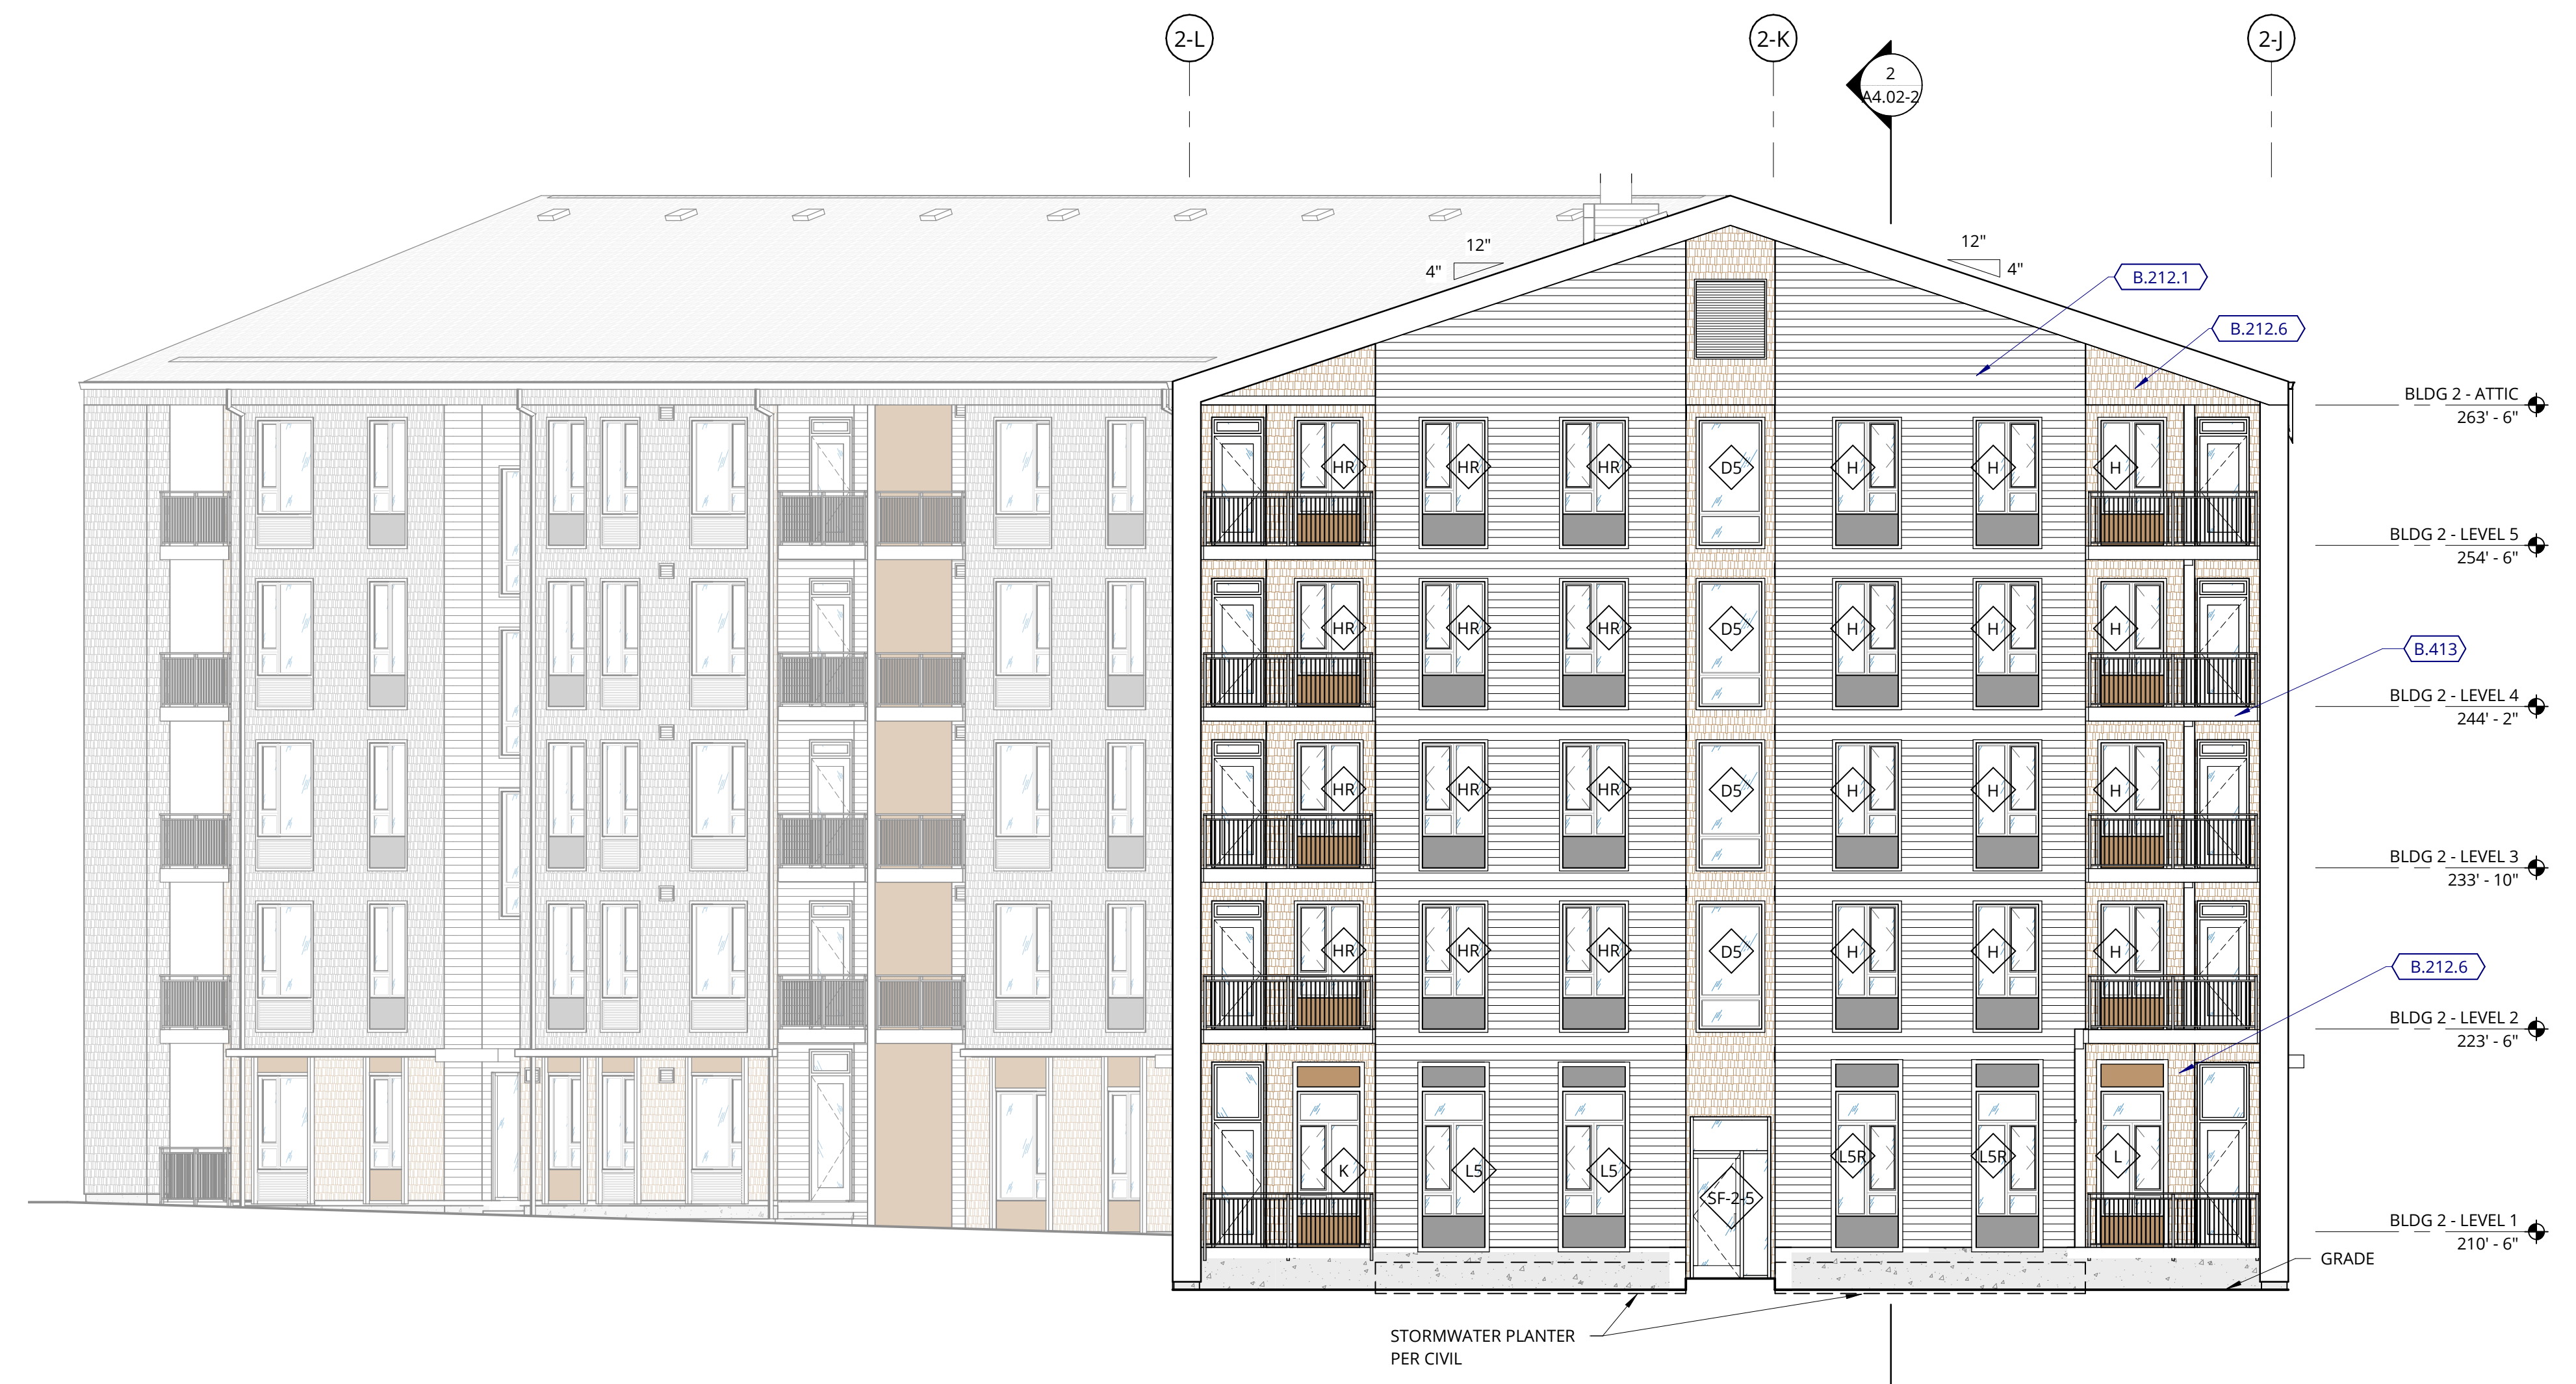 2-L
2-K
2-J
2
A4.02-2
12"
4"
12"
4"
B.212.1
B.212.6
BLDG 2 - ATTIC
263' - 6"
HR
HR
HR
D5
H
H
H
BLDG 2 - LEVEL 5
254' - 6"
HR
HR
HR
D5
H
H
H
B.413
BLDG 2 - LEVEL 4
244' - 2"
HR
HR
HR
D5
H
H
H
BLDG 2 - LEVEL 3
233' - 10"
HR
HR
HR
D5
H
H
H
B.212.6
BLDG 2 - LEVEL 2
223' - 6"
K
L5
L5
SF-2-5
L5R
L5R
L
BLDG 2 - LEVEL 1
210' - 6"
GRADE
STORMWATER PLANTER
PER CIVIL